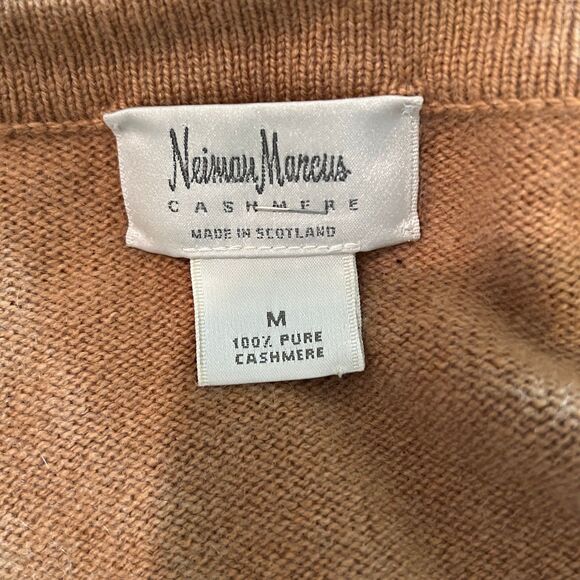 Neiman Marcus
CASHMERE
MADE IN SCOTLAND
M
100% PURE
CASHMERE